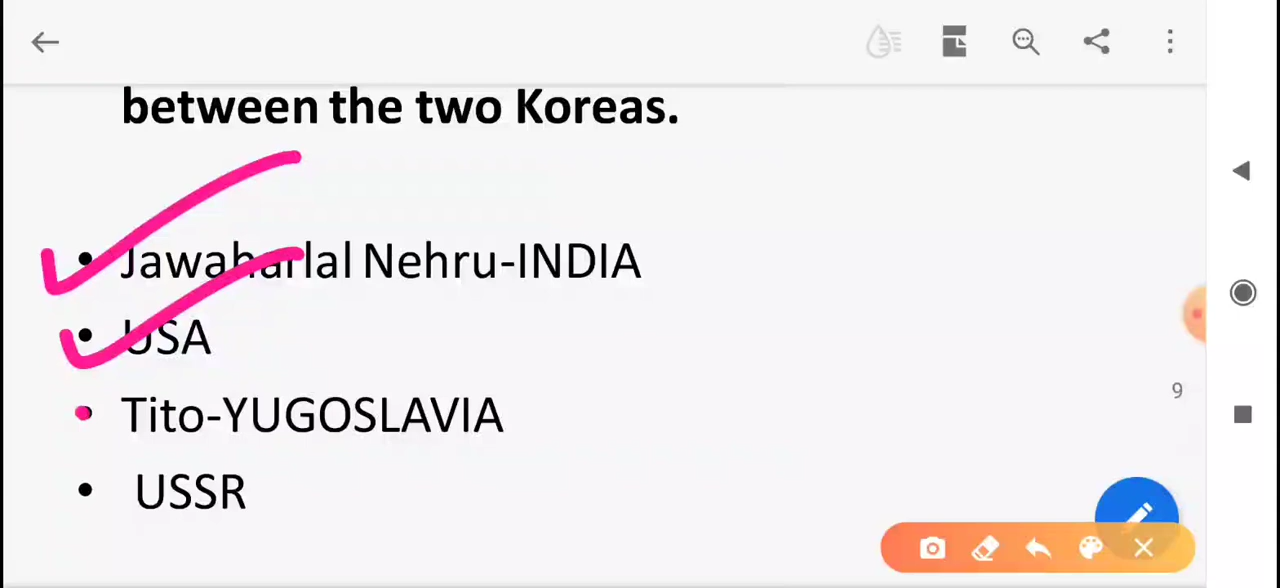 between the two Koreas.
• Jawaharlal Nehru-INDIA
• USA
• Tito-YUGOSLAVIA
• USSR
9